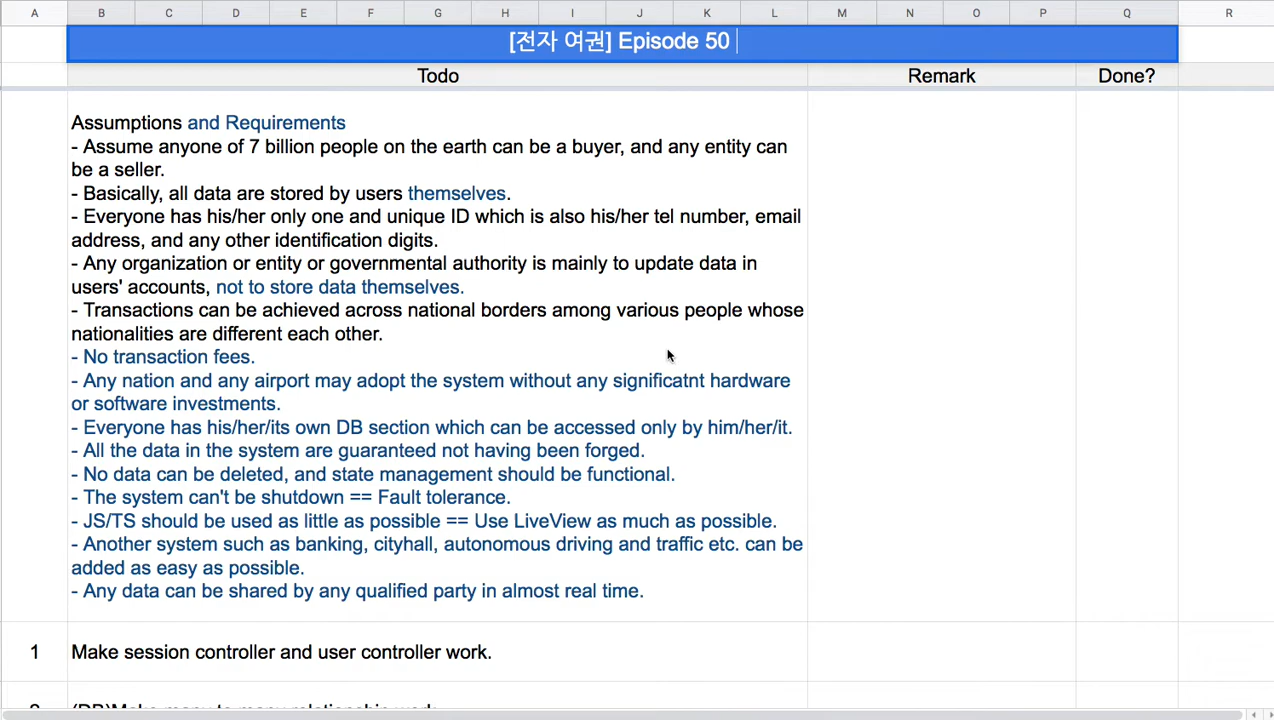 A B C D E F G H I J K L M N O P Q R
[전자 여권] Episode 50
Todo Remark Done?
Assumptions and Requirements
- Assume anyone of 7 billion people on the earth can be a buyer, and any entity can
be a seller.
- Basically, all data are stored by users themselves.
- Everyone has his/her only one and unique ID which is also his/her tel number, email
address, and any other identification digits.
- Any organization or entity or governmental authority is mainly to update data in
users' accounts, not to store data themselves.
- Transactions can be achieved across national borders among various people whose
nationalities are different each other.
- No transaction fees.
- Any nation and any airport may adopt the system without any significatnt hardware
or software investments.
- Everyone has his/her/its own DB section which can be accessed only by him/her/it.
- All the data in the system are guaranteed not having been forged.
- No data can be deleted, and state management should be functional.
- The system can't be shutdown == Fault tolerance.
- JS/TS should be used as little as possible == Use LiveView as much as possible.
- Another system such as banking, cityhall, autonomous driving and traffic etc. can be
added as easy as possible.
- Any data can be shared by any qualified party in almost real time.
1 Make session controller and user controller work.
2 (DB)Make many to many relationship work